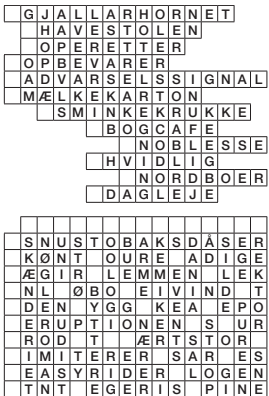 GJALLARHORNET
HAVESTOLEN
OPERETTER
OPBEVARER
ADVARSELSSIGNAL
MÆLKEKARTON
SMINKEKRUKKE
BOGCAFE
NOBLESSE
HVIDLIG
NORDBOER
DAGLEJE
SNUSTOBAKSDÅSER
KØNT OURE ADIGE
ÆGIR LEMMEN LEK
NL ØBO EIVIND T
DEN YGG KEA EPO
ERUPTIONEN S UR
ROD T ÆRTSTOR
IMITERER SAR ES
EASYRIDER LOGEN
TNT EGERIS PINE